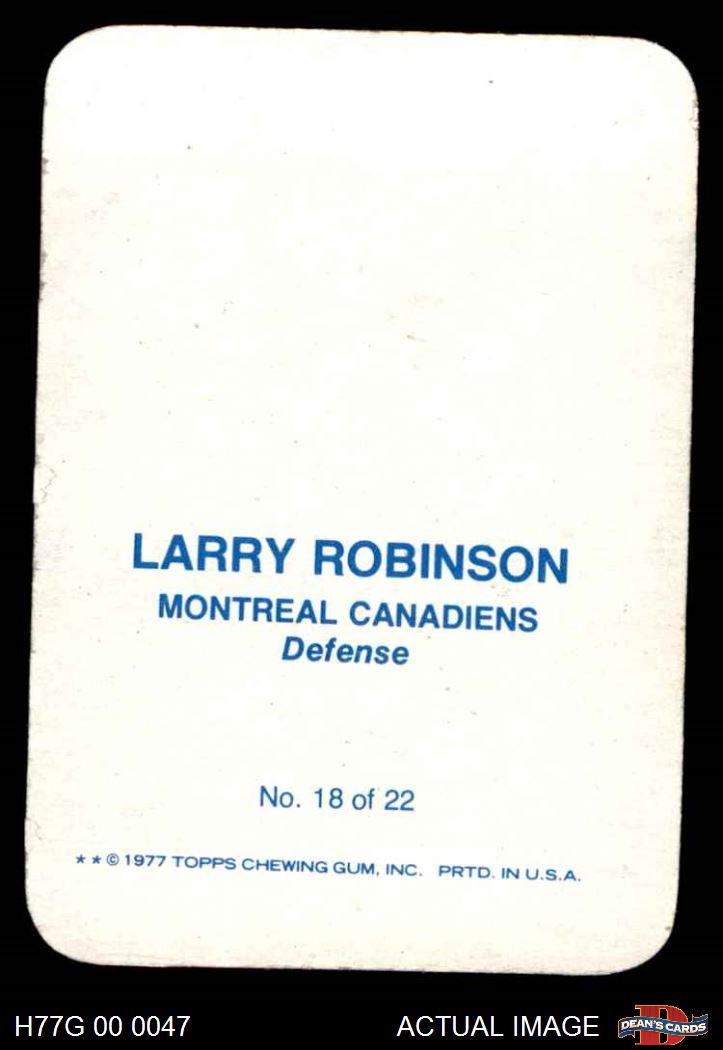 LARRY ROBINSON
MONTREAL CANADIENS
Defense
No. 18 of 22
* * © 1977 TOPPS CHEWING GUM, INC. PRTD. IN U.S.A.
H77G 00 0047
ACTUAL IMAGE
DEAN'S CARDS